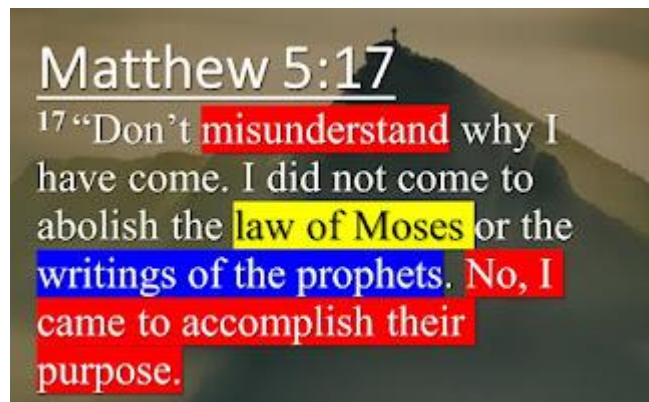 Matthew 5:17
17 “Don’t misunderstand why I
have come. I did not come to
abolish the law of Moses or the
writings of the prophets. No, I
came to accomplish their
purpose.